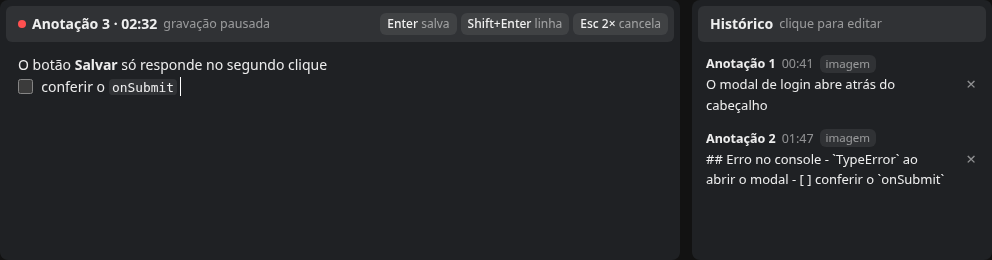 Anotação 3 · 02:32 gravação pausada
Enter salva Shift+Enter linha Esc 2× cancela
O botão Salvar só responde no segundo clique
conferir o onSubmit
Histórico clique para editar
Anotação 1 00:41 imagem
O modal de login abre atrás do
cabeçalho
×
Anotação 2 01:47 imagem
## Erro no console - `TypeError` ao
abrir o modal - [ ] conferir o `onSubmit`
×